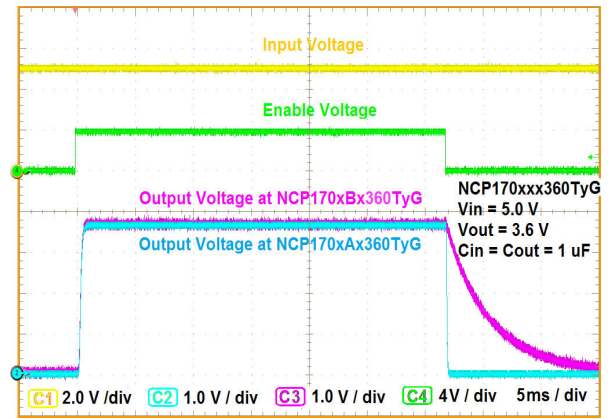 Input Voltage
Enable Voltage
Output Voltage at NCP170xBx360TyG
NCP170xxx360TyG
Vin = 5.0 V
Output Voltage at NCP170xAx360TyG
Vout = 3.6 V
Cin = Cout = 1 uF
C1 2.0 V /div C2 1.0 V / div C3 1.0 V / div C4 4V / div 5ms / div